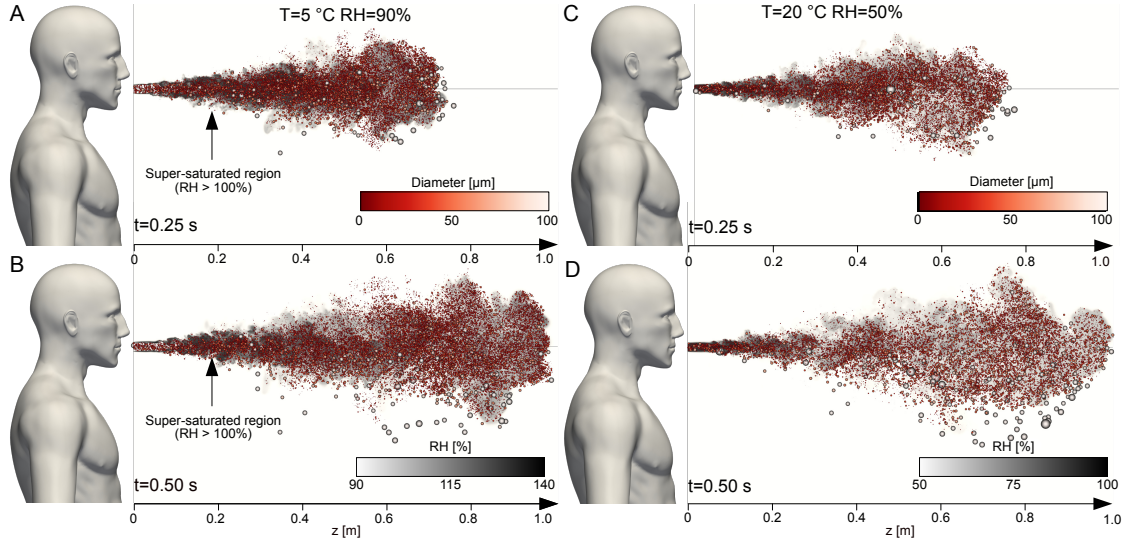 A
T=5 °C RH=90%
Super-saturated region
(RH > 100%)
Diameter [µm]
0 50 100
t=0.25 s
0 0.2 0.4 0.6 0.8 1.0
B
Super-saturated region
(RH > 100%)
RH [%]
90 115 140
t=0.50 s
0 0.2 0.4 0.6 0.8 1.0
z [m]
C
T=20 °C RH=50%
Diameter [µm]
0 50 100
t=0.25 s
0 0.2 0.4 0.6 0.8 1.0
D
RH [%]
50 75 100
t=0.50 s
0 0.2 0.4 0.6 0.8 1.0
z [m]